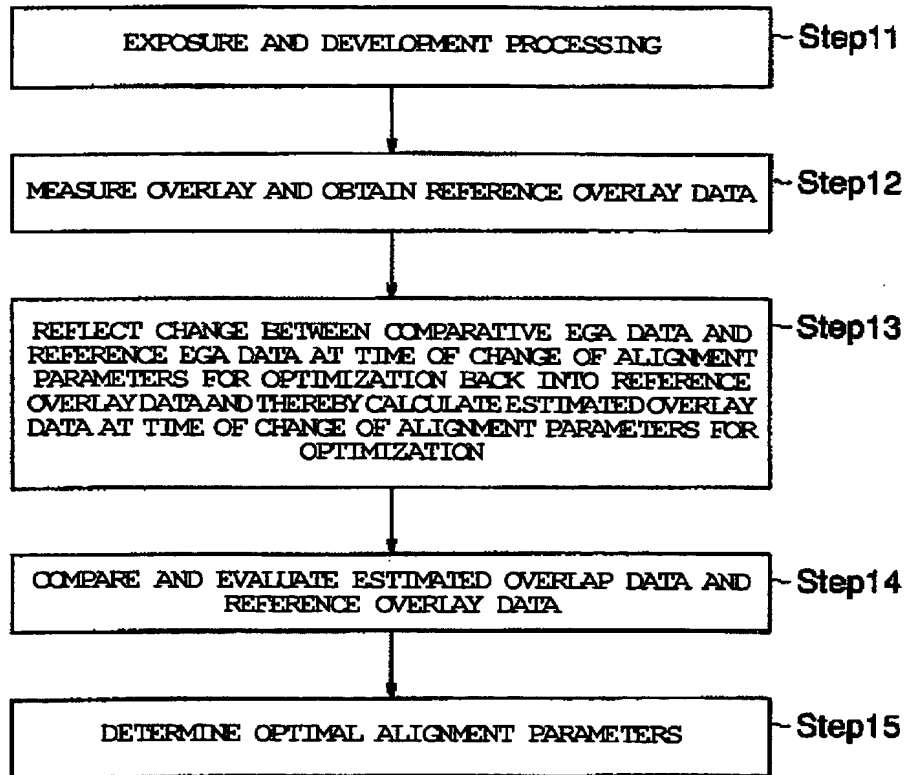 EXPOSURE AND DEVELOPMENT PROCESSING
Step11
MEASURE OVERLAY AND OBTAIN REFERENCE OVERLAY DATA
Step12
REFLECT CHANGE BETWEEN COMPARATIVE EGA DATA AND
REFERENCE EGA DATA AT TIME OF CHANGE OF ALIGNMENT
PARAMETERS FOR OPTIMIZATION BACK INTO REFERENCE
OVERLAY DATA AND THEREBY CALCULATE ESTIMATED OVERLAY
DATA AT TIME OF CHANGE OF ALIGNMENT PARAMETERS FOR
OPTIMIZATION
Step13
COMPARE AND EVALUATE ESTIMATED OVERLAP DATA AND
REFERENCE OVERLAY DATA
Step14
DETERMINE OPTIMAL ALIGNMENT PARAMETERS
Step15